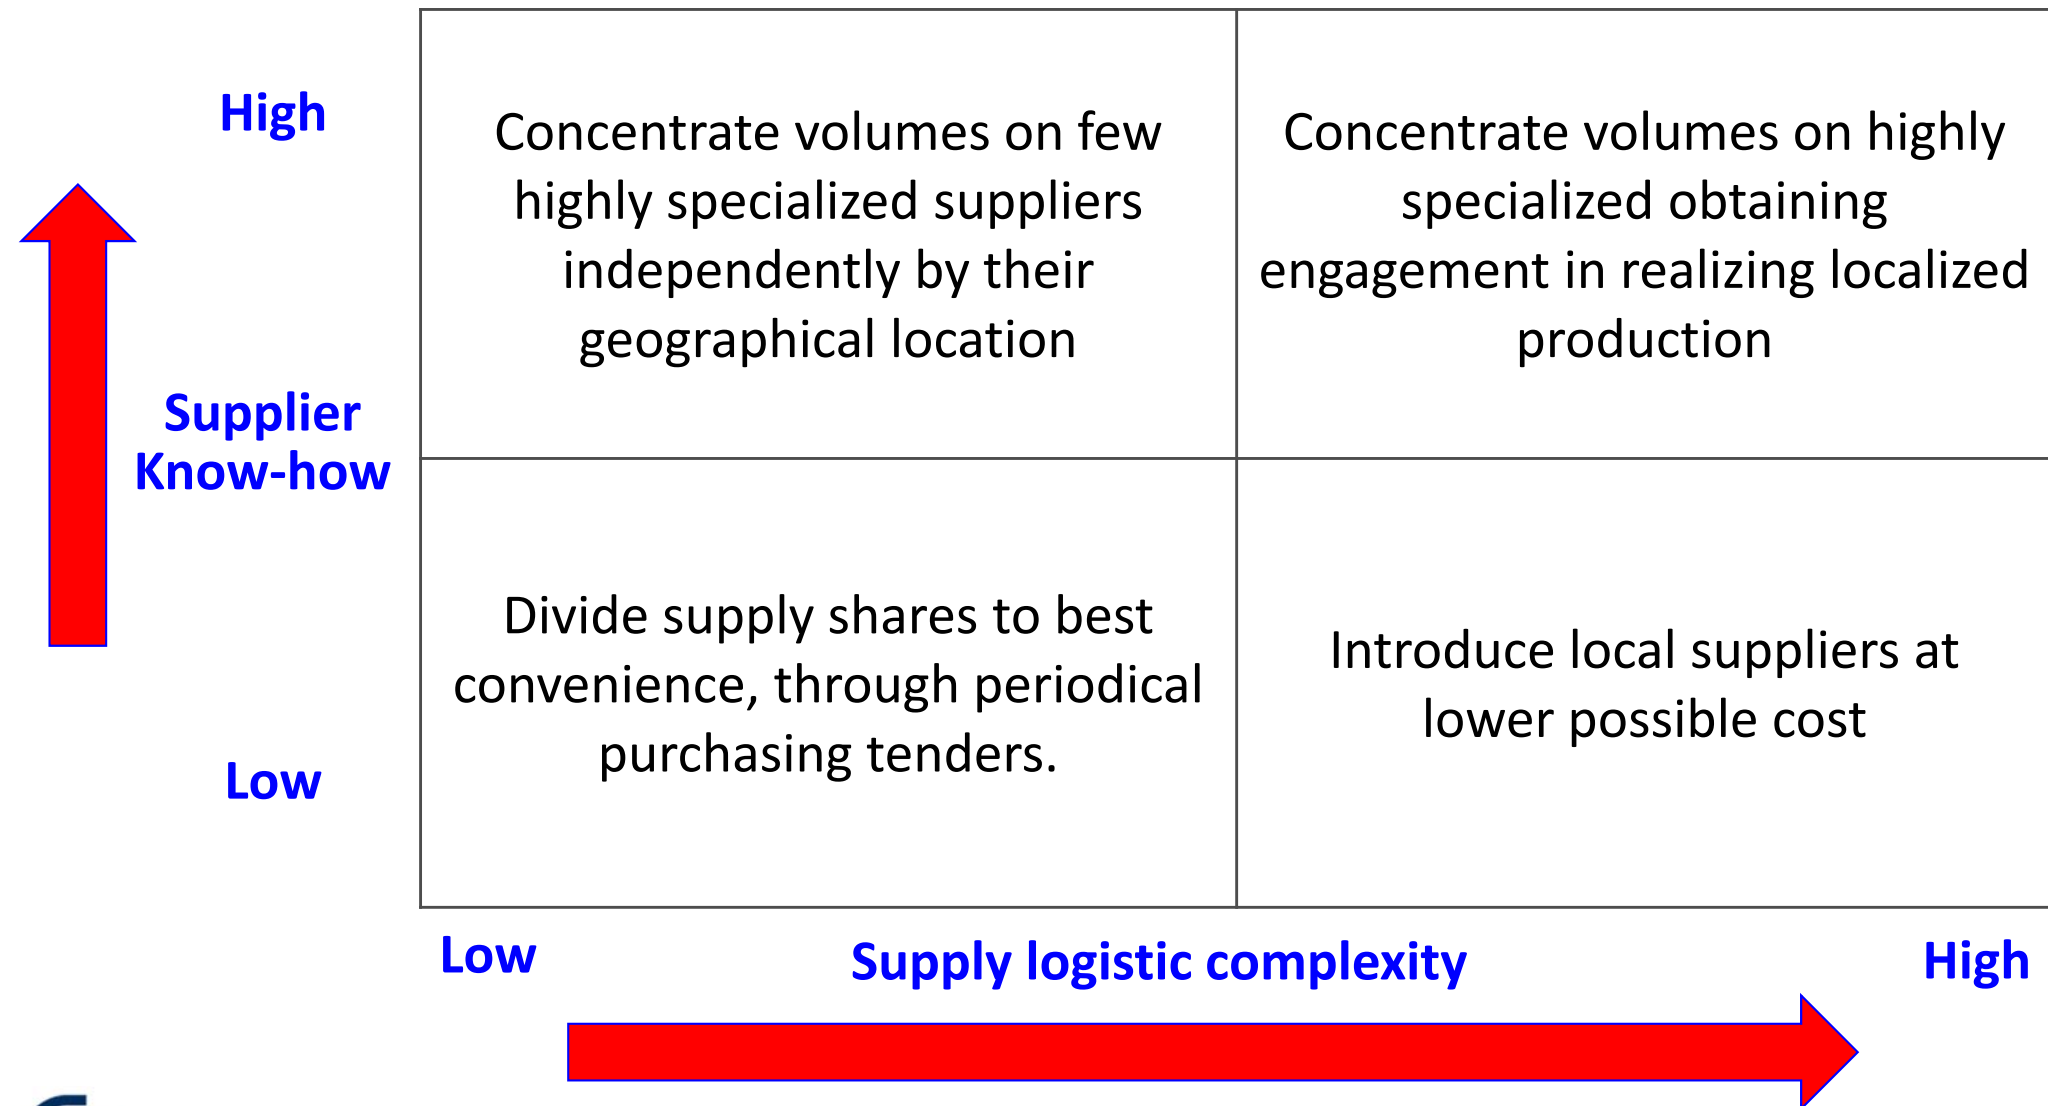 High
Concentrate volumes on few
highly specialized suppliers
independently by their
geographical location
Concentrate volumes on highly
specialized obtaining
engagement in realizing localized
production
Supplier
Know-how
Divide supply shares to best
convenience, through periodical
purchasing tenders.
Introduce local suppliers at
lower possible cost
Low
Low
Supply logistic complexity
High